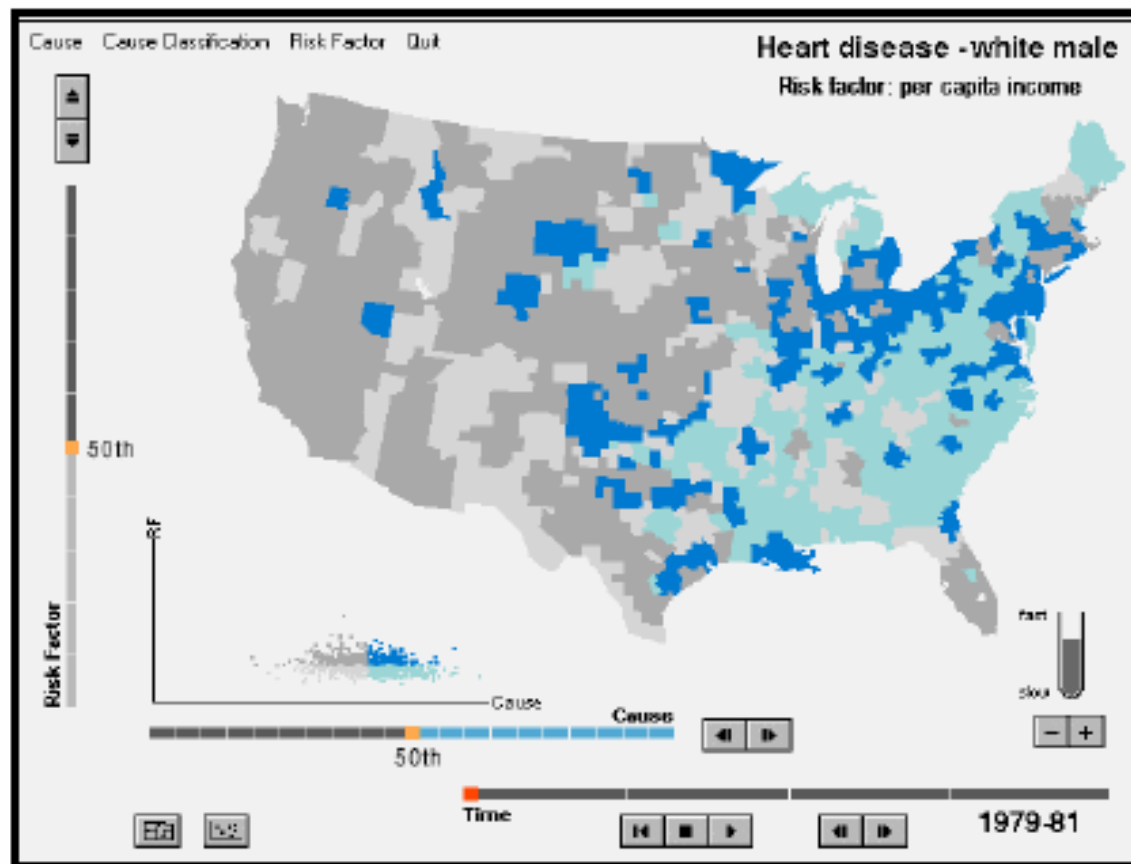 Cause Cause Classification Risk Factor Quit
Heart disease - white male
Risk factor: per capita income
50th
RF
Risk Factor
fast
slow
Cause
Cause
50th
Time
1979-81